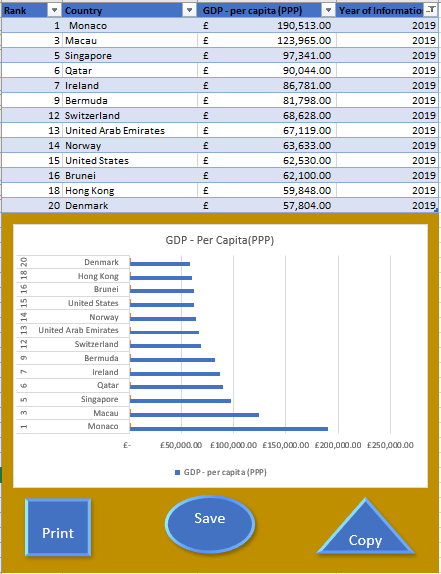 Rank Country GDP - per capita (PPP) Year of Informatio
1 Monaco £ 190,513.00 2019
3 Macau £ 123,965.00 2019
5 Singapore £ 97,341.00 2019
6 Qatar £ 90,044.00 2019
7 Ireland £ 86,781.00 2019
9 Bermuda £ 81,798.00 2019
12 Switzerland £ 68,628.00 2019
13 United Arab Emirates £ 67,119.00 2019
14 Norway £ 63,633.00 2019
15 United States £ 62,530.00 2019
16 Brunei £ 62,100.00 2019
18 Hong Kong £ 59,848.00 2019
20 Denmark £ 57,804.00 2019
GDP - Per Capita(PPP)
20 Denmark
18 Hong Kong
16 Brunei
15 United States
14 Norway
13 United Arab Emirates
12 Switzerland
9 Bermuda
7 Ireland
6 Qatar
5 Singapore
3 Macau
1 Monaco
£- £50,000.00 £100,000.00 £150,000.00 £200,000.00 £250,000.00
GDP - per capita (PPP)
Print Save Copy